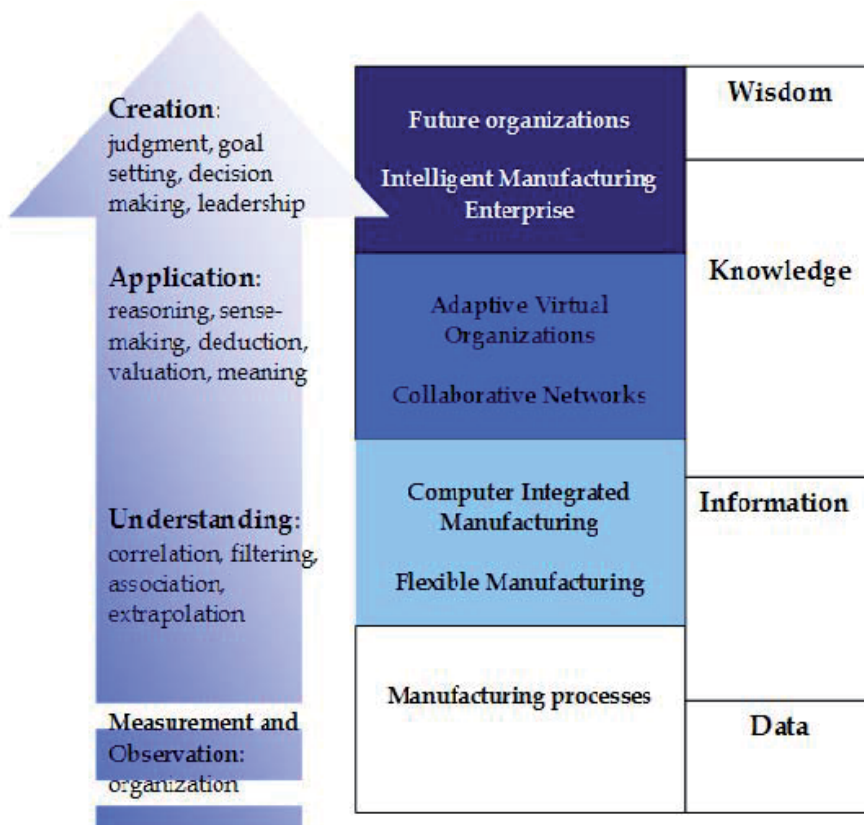 Creation:
judgment, goal
setting, decision
making, leadership
Application:
reasoning, sense-
making, deduction,
valuation, meaning
Understanding:
correlation, filtering,
association,
extrapolation
Measurement and
Observation:
organization
Future organizations
Intelligent Manufacturing
Enterprise
Adaptive Virtual
Organizations
Collaborative Networks
Computer Integrated
Manufacturing
Flexible Manufacturing
Manufacturing processes
Wisdom
Knowledge
Information
Data